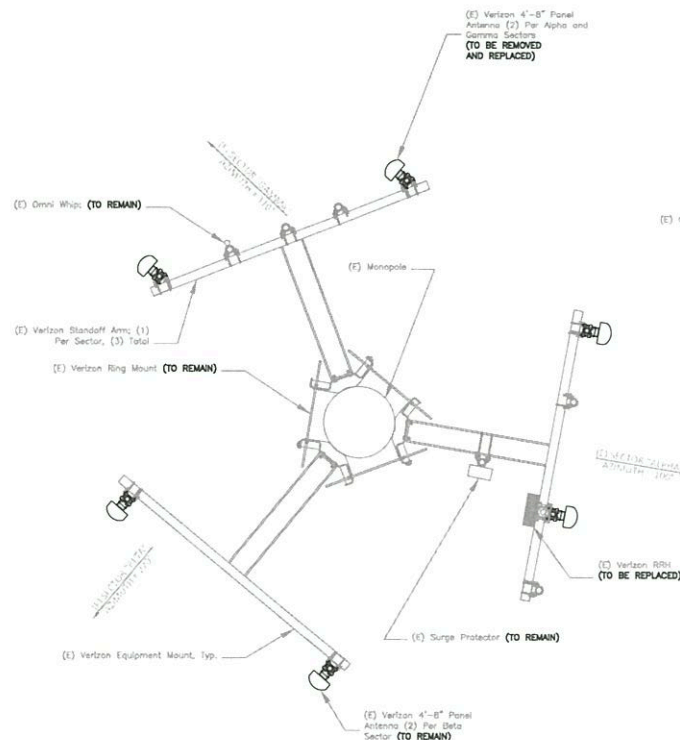 (E) Verizon 4'-8" Panel
Antenna (2) Per Alpha and
Gamma Sectors
(TO BE REMOVED
AND REPLACED)
(E) Omni Whip; (TO REMAIN)
(E)
(E) Monopole
(E) Verizon Standoff Arm; (1)
Per Sector, (3) Total
(E) Verizon Ring Mount (TO REMAIN)
(E) Verizon RRH
(TO BE REPLACED)
(E) Surge Protector (TO REMAIN)
(E) Verizon Equipment Mount, Typ.
(E) Verizon 4'-8" Panel
Antenna (2) Per Beta
Sector (TO REMAIN)